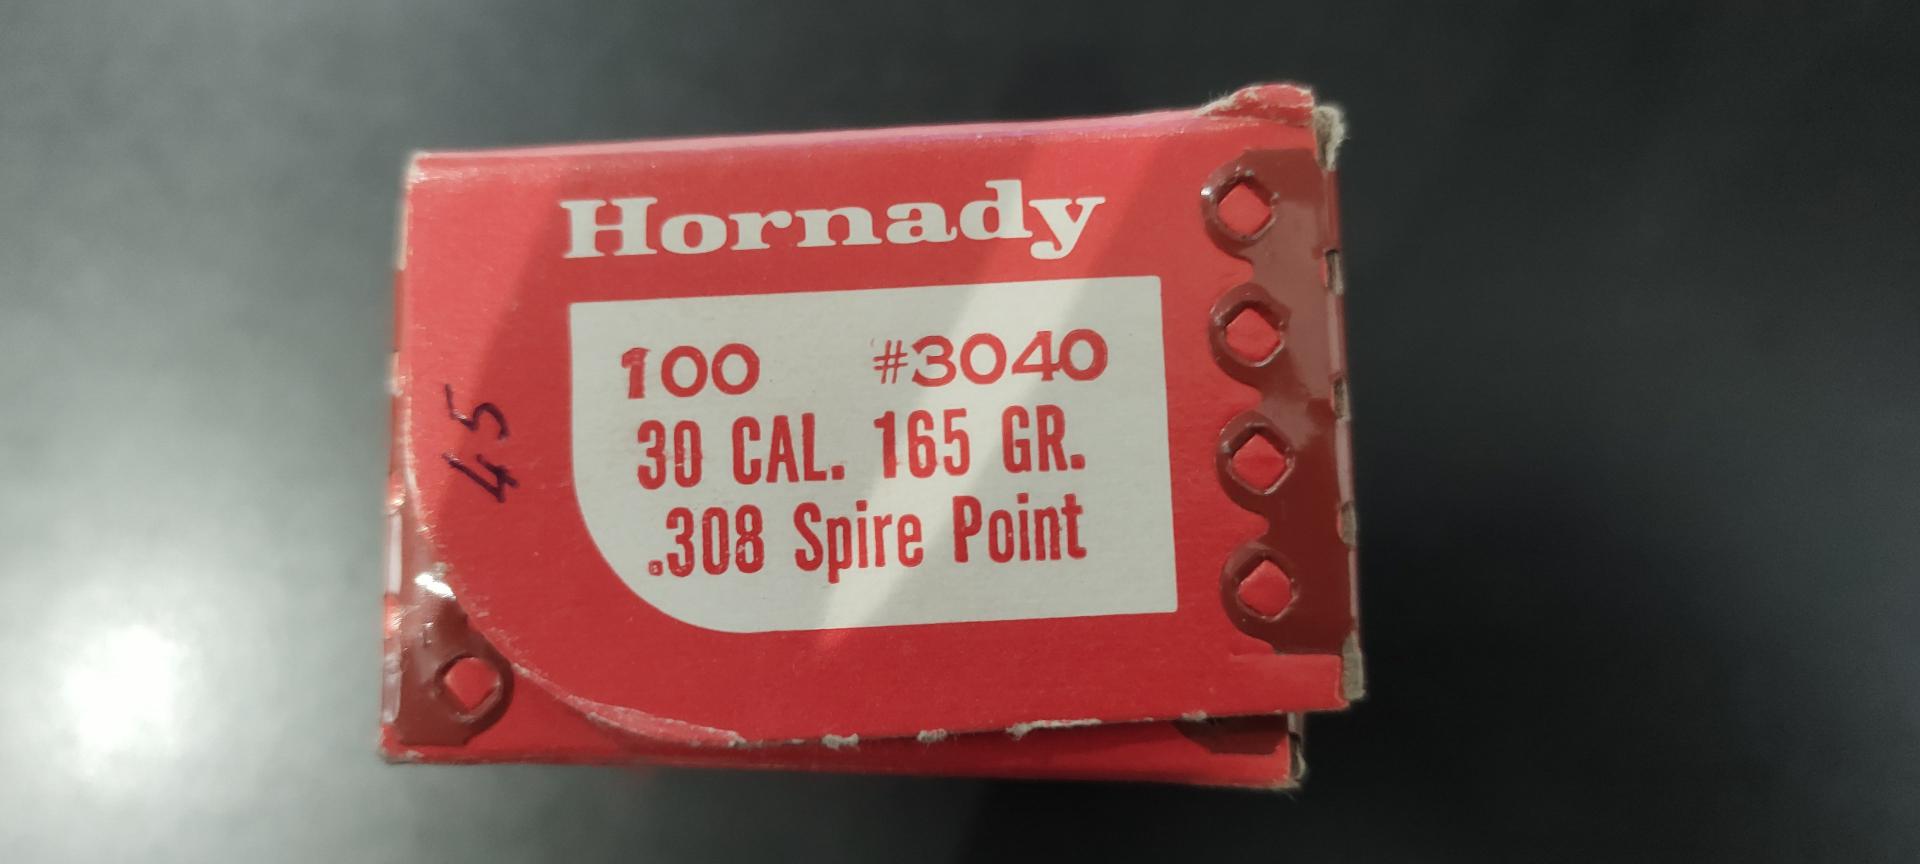 Hornady
100 #3040
30 CAL. 165 GR.
.308 Spire Point
45